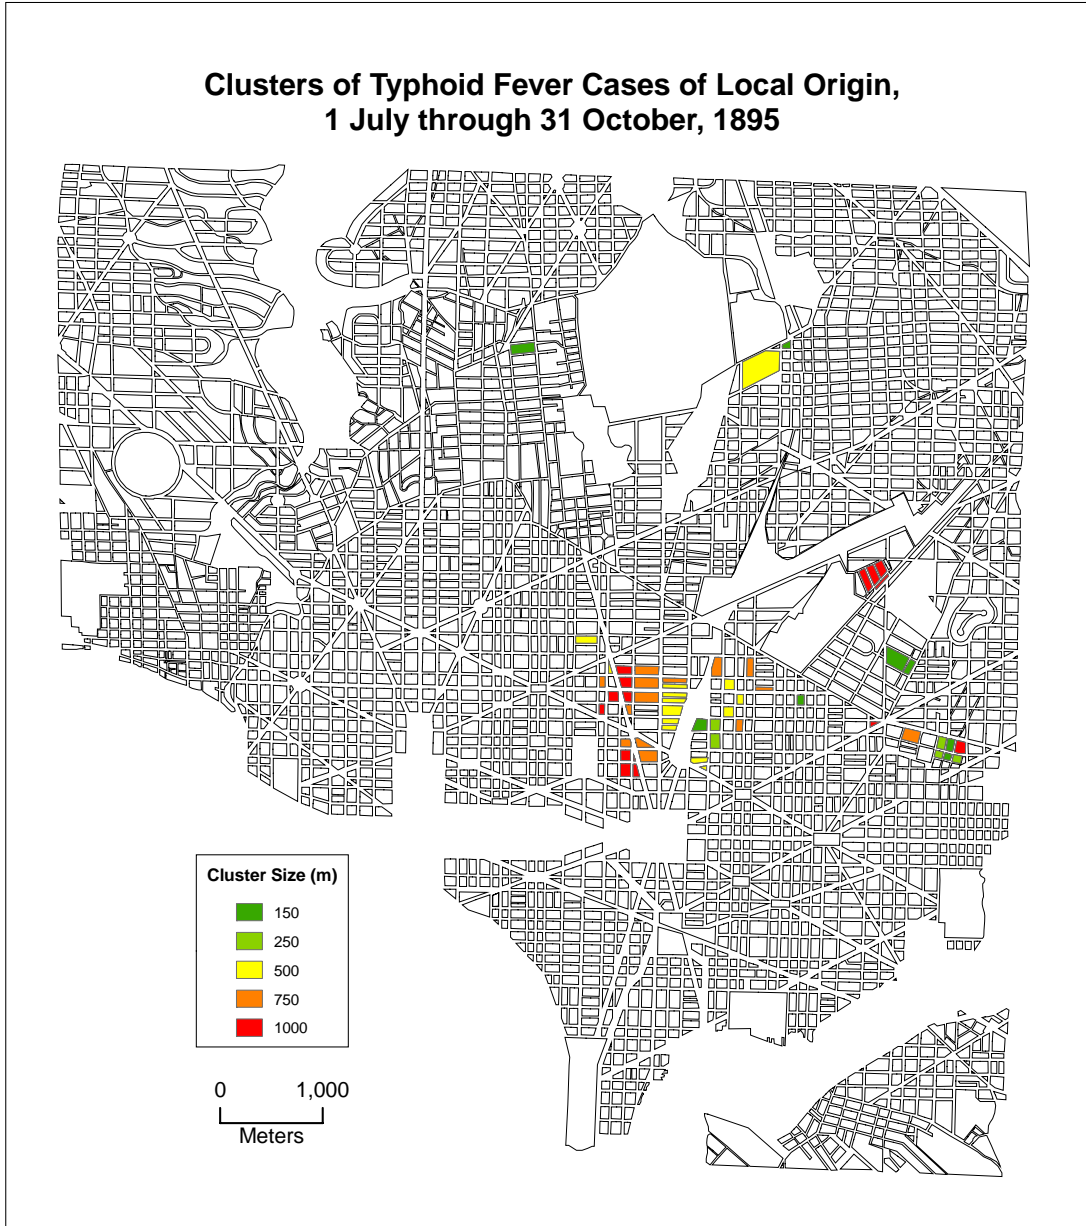 Clusters of Typhoid Fever Cases of Local Origin,
1 July through 31 October, 1895
Cluster Size (m)
150
250
500
750
1000
0 1,000
Meters